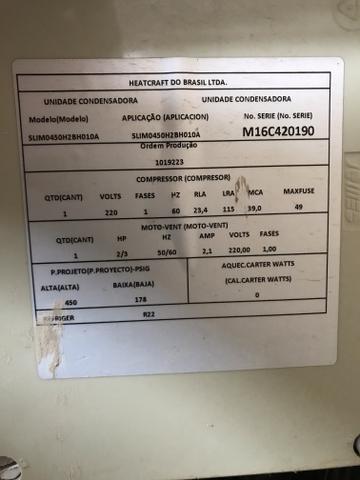 HEATCRAFT DO BRASIL LTDA.
UNIDADE CONDENSADORA UNIDADE CONDENSADORA
Modelo(Modelo) APLICAÇÃO (APLICACION) No. SERIE (No. SERIE)
SLIM0450H2BH010A SLIM0450H2BH010A M16C420190
Ordem Produção
1019223
COMPRESSOR (COMPRESOR)
QTD(CANT) VOLTS FASES HZ RLA LRA MCA MAXFUSE
1 220 1 60 23,4 115 39,0 49
MOTO-VENT (MOTO-VENT)
QTD(CANT) HP HZ AMP VOLTS FASES
1 2/3 50/60 2,1 220,00 1,00
P.PROJETO(P.PROYECTO)-PSIG AQUEC.CARTER WATTS
ALTA(ALTA) BAIXA(BAJA) (CAL.CARTER WATTS)
450 178 0
REFRIGER R22